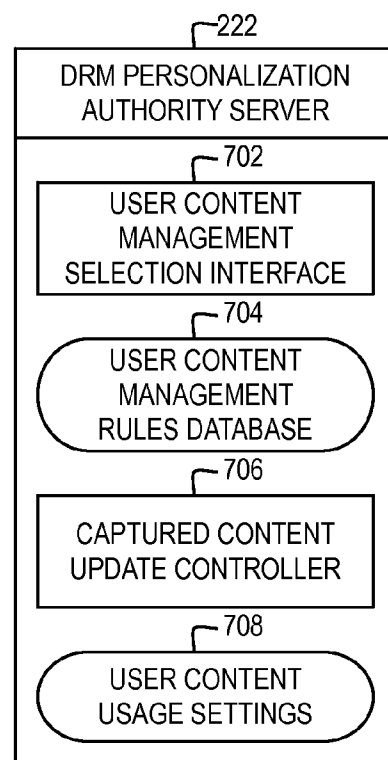 222
DRM PERSONALIZATION
AUTHORITY SERVER
702
USER CONTENT
MANAGEMENT
SELECTION INTERFACE
704
USER CONTENT
MANAGEMENT
RULES DATABASE
706
CAPTURED CONTENT
UPDATE CONTROLLER
708
USER CONTENT
USAGE SETTINGS